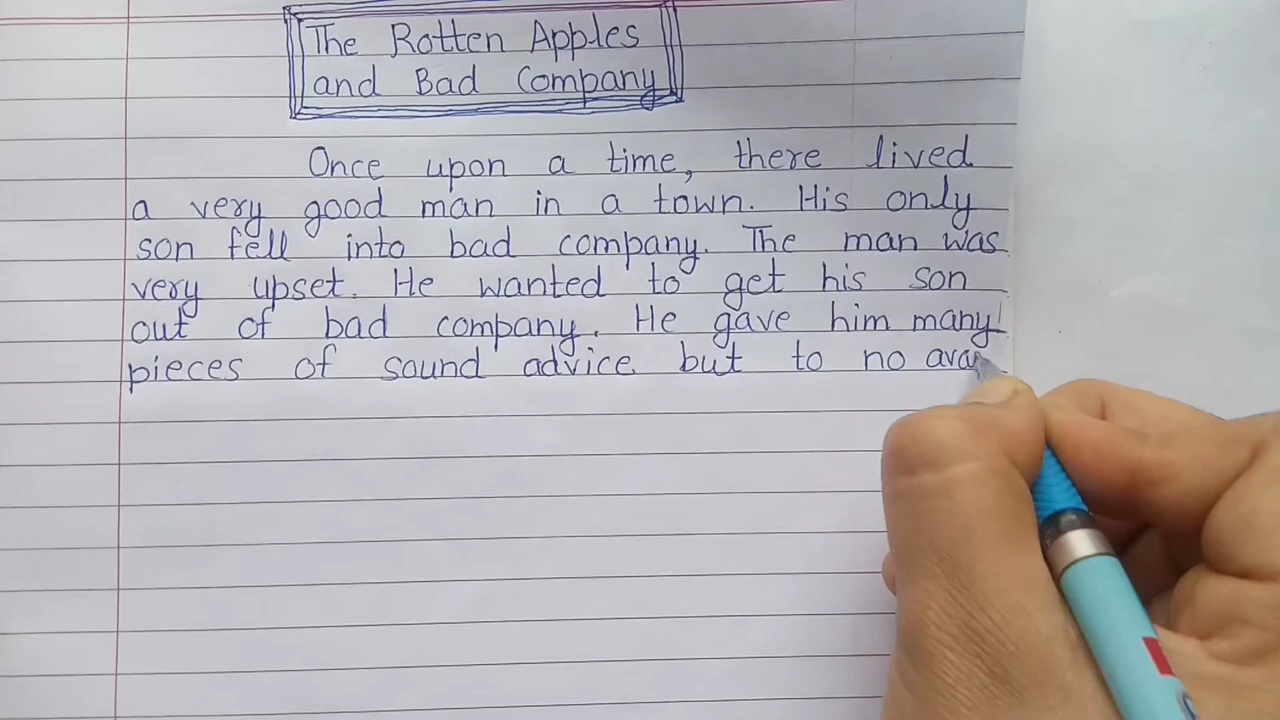 The Rotten Apples
and Bad Company
Once upon a time, there lived
a very good man in a town. His only
son fell into bad company. The man was
very upset. He wanted to get his son
out of bad company. He gave him many
pieces of sound advice but to no ava